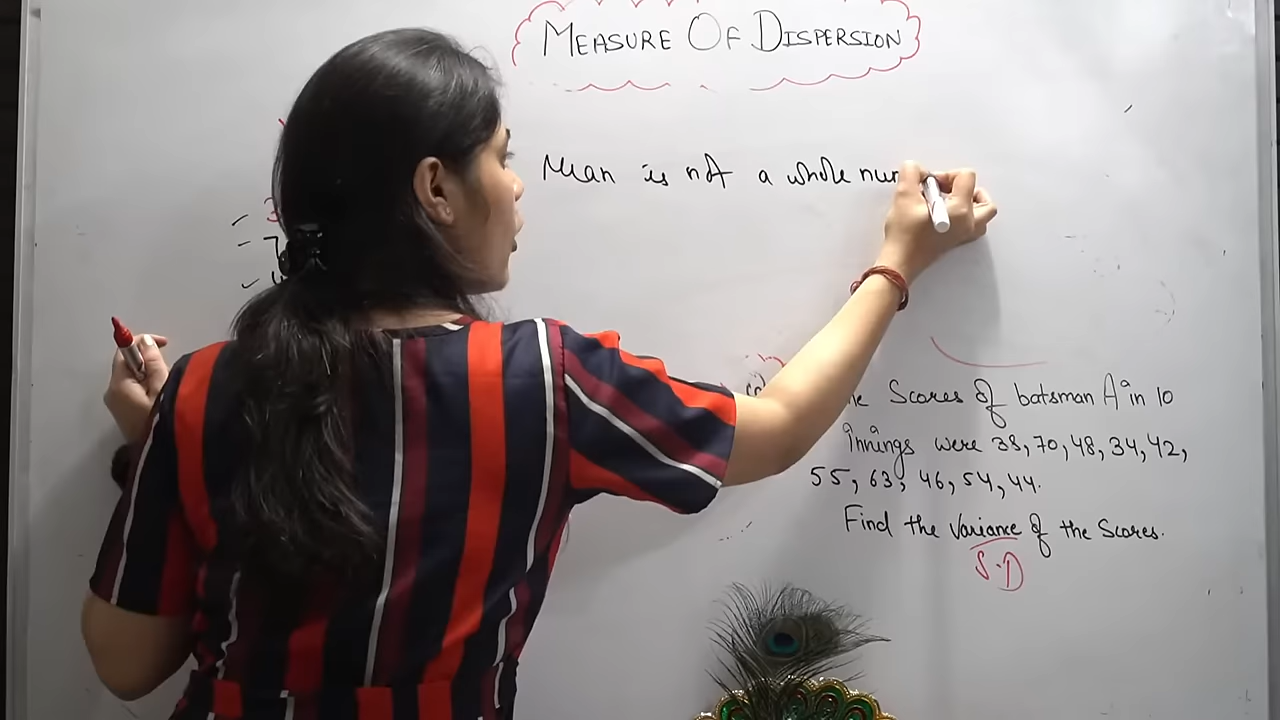 MEASURE OF DISPERSION
Mean is not a whole num
Scores of batsman A in 10
Innings were 38, 70, 48, 34, 42,
55, 63, 46, 54, 44.
Find the Variance of the Scores.
S.D